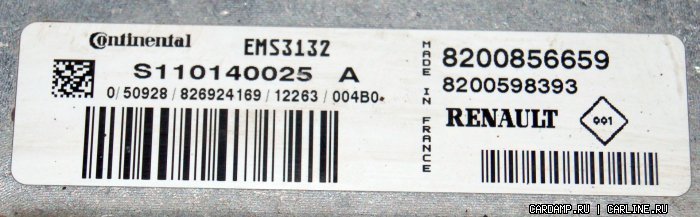 Continental
EMS3132
S110140025 A
0/50928/826924169/12263/004B0*
MADE IN FRANCE
8200856659
8200598393
RENAULT
001
CARDAMP.RU | CARLINE.RU